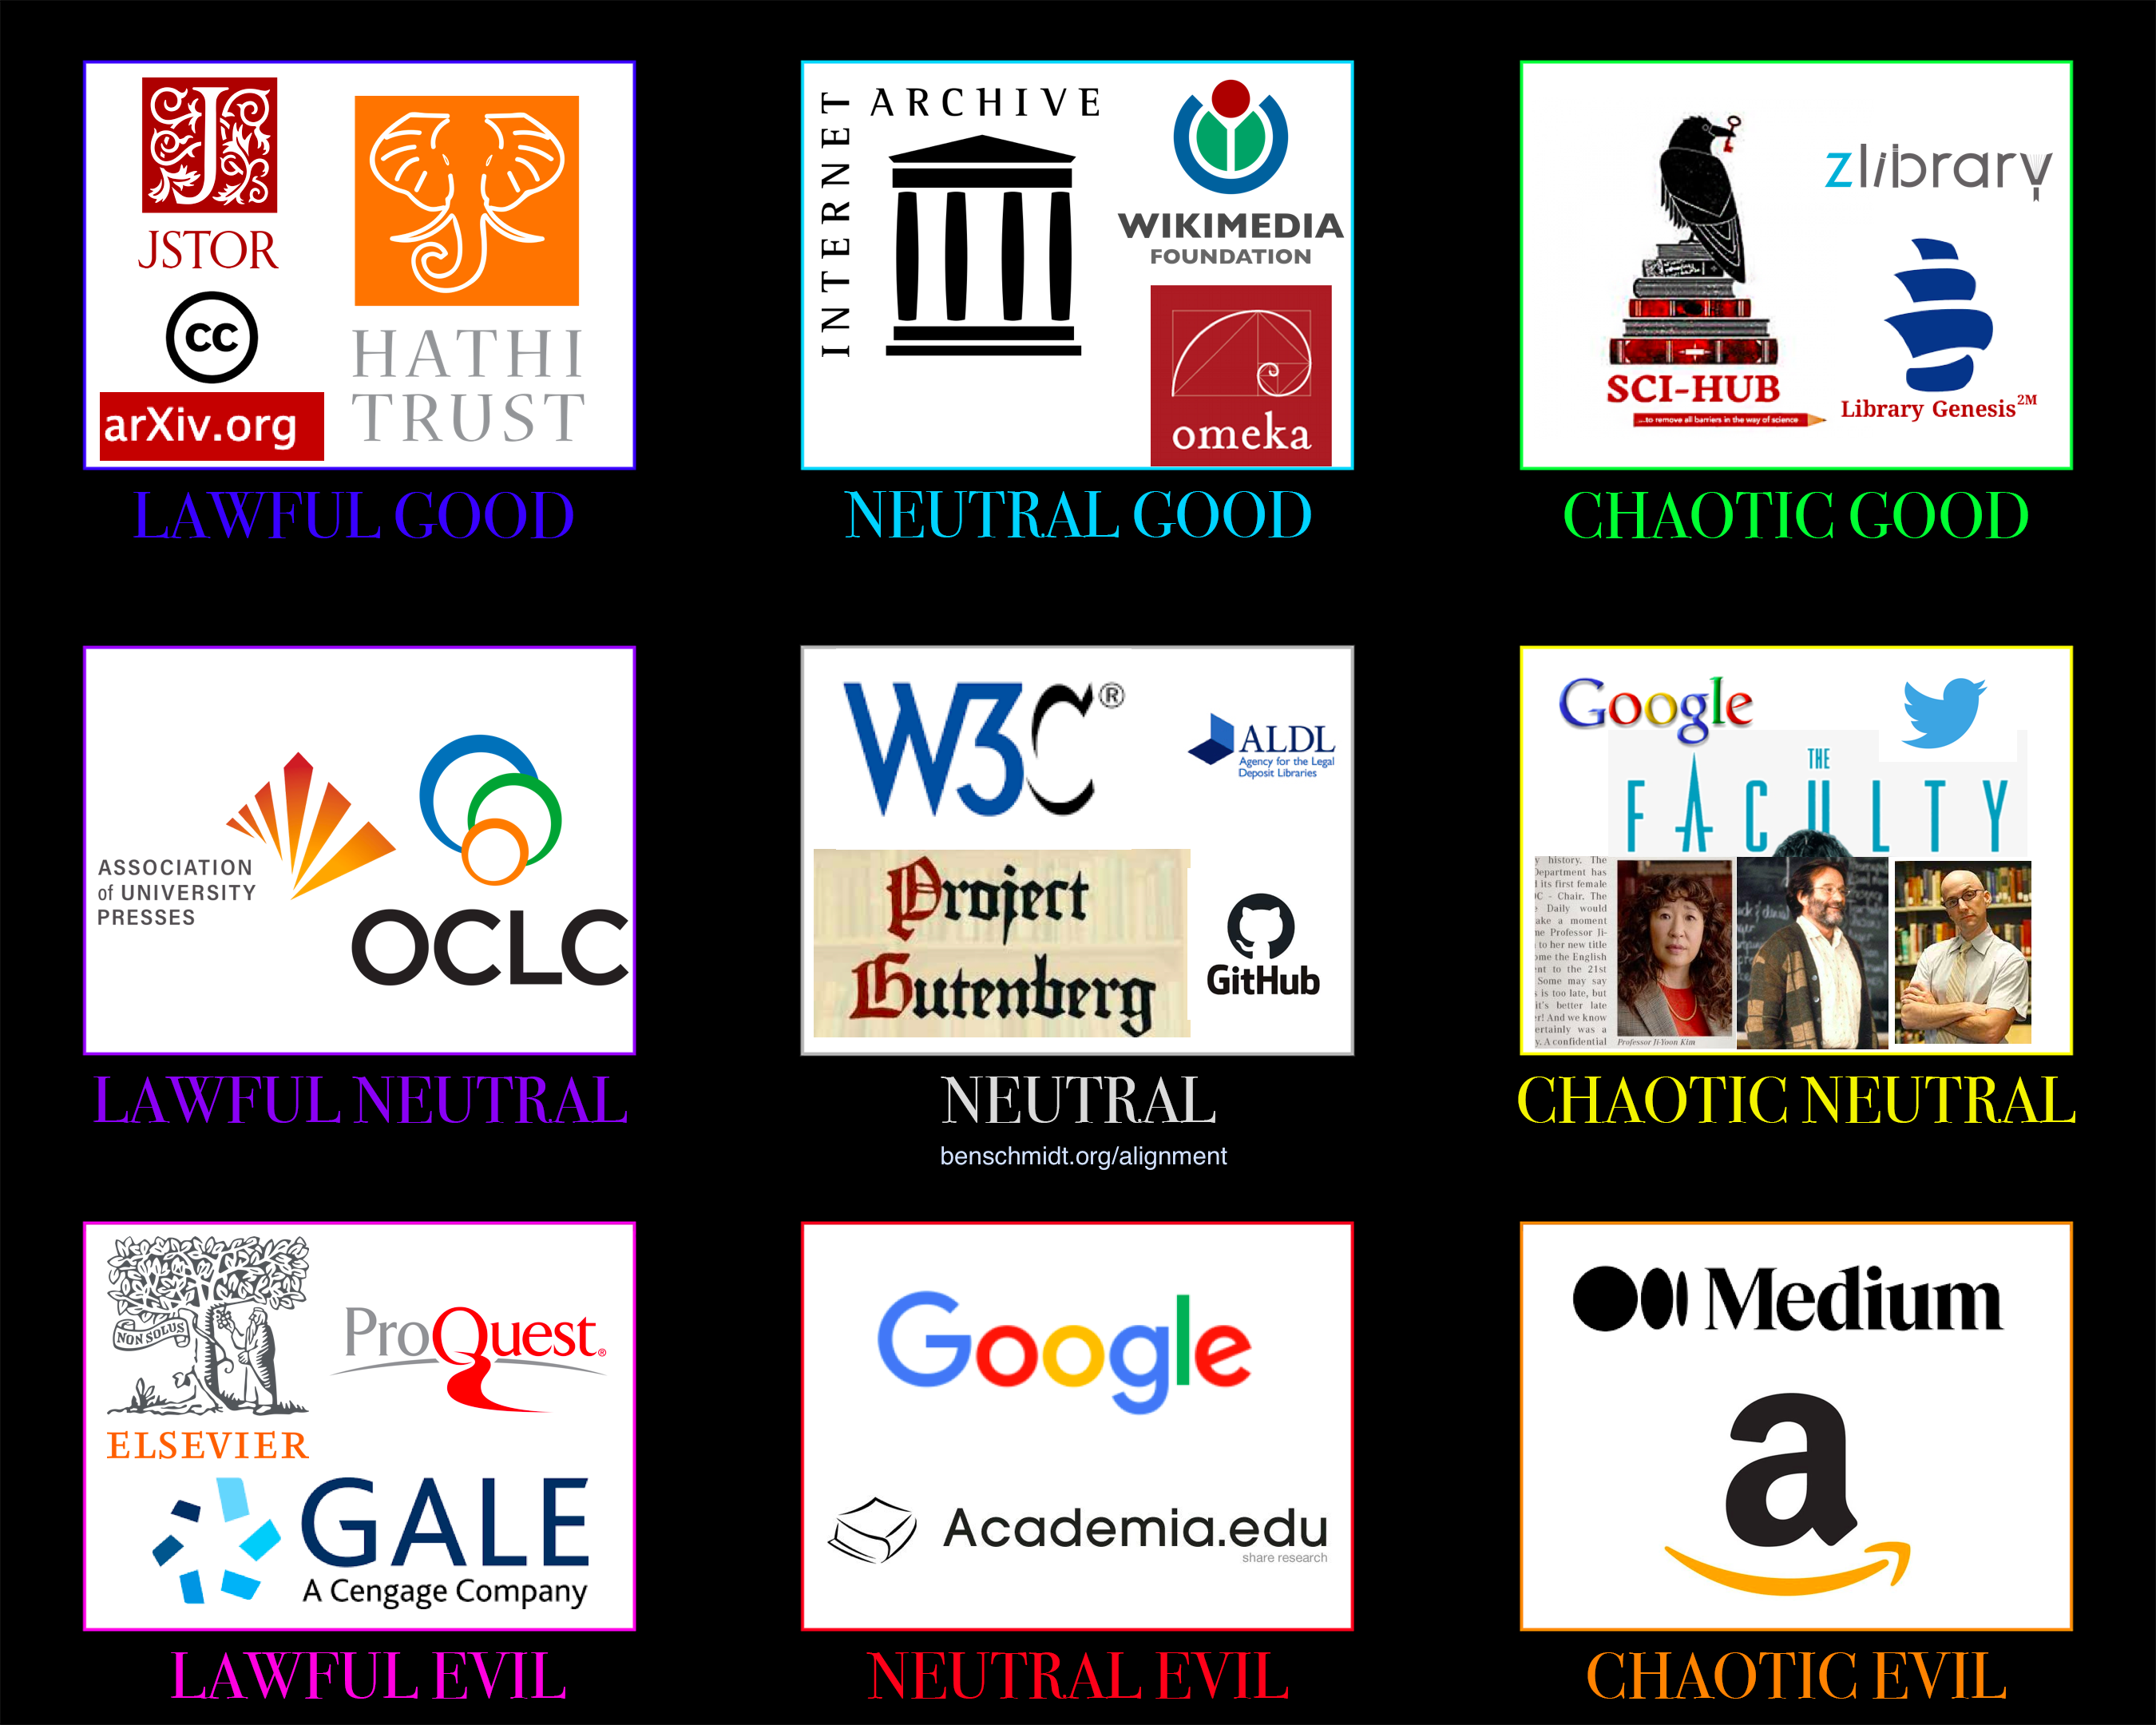 JSTOR
cc
arXiv.org
HATHI
TRUST
LAWFUL GOOD
INTERNET
ARCHIVE
WIKIMEDIA
FOUNDATION
omeka
NEUTRAL GOOD
SCI-HUB
...to remove all barriers in the way of science
zlibrary
Library Genesis2M
CHAOTIC GOOD
ASSOCIATION
of UNIVERSITY
PRESSES
OCLC
LAWFUL NEUTRAL
W3C®
ALDL
Agency for the Legal
Deposit Libraries
Project
Gutenberg
GitHub
NEUTRAL
benschmidt.org/alignment
Google
THE
FACULTY
y history. The
Department has
its first female
C - Chair. The
Daily would
ake a moment
me Professor Ji-
to her new title
ome the English
nt to the 21st
Some may say
is too late, but
it's better late
r! And we know
ertainly was a
y. A confidential
Professor Ji-Yoon Kim
CHAOTIC NEUTRAL
NON SOLUS
ELSEVIER
ProQuest®
GALE
A Cengage Company
LAWFUL EVIL
Google
Academia.edu
share research
NEUTRAL EVIL
Medium
a
CHAOTIC EVIL